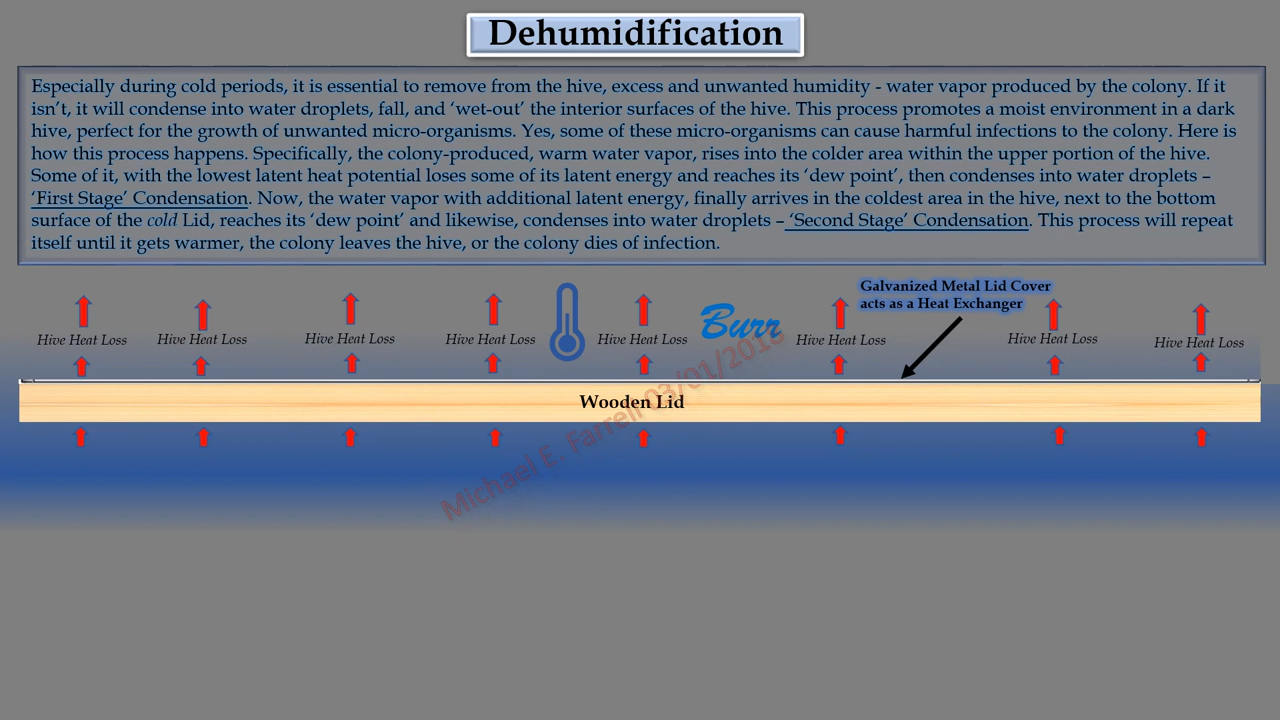 Dehumidification
Especially during cold periods, it is essential to remove from the hive, excess and unwanted humidity - water vapor produced by the colony. If it
isn’t, it will condense into water droplets, fall, and ‘wet-out’ the interior surfaces of the hive. This process promotes a moist environment in a dark
hive, perfect for the growth of unwanted micro-organisms. Yes, some of these micro-organisms can cause harmful infections to the colony. Here is
how this process happens. Specifically, the colony-produced, warm water vapor, rises into the colder area within the upper portion of the hive.
Some of it, with the lowest latent heat potential loses some of its latent energy and reaches its ‘dew point’, then condenses into water droplets –
‘First Stage’ Condensation. Now, the water vapor with additional latent energy, finally arrives in the coldest area in the hive, next to the bottom
surface of the cold Lid, reaches its ‘dew point’ and likewise, condenses into water droplets – ‘Second Stage’ Condensation. This process will repeat
itself until it gets warmer, the colony leaves the hive, or the colony dies of infection.
Galvanized Metal Lid Cover
acts as a Heat Exchanger
Burr
Hive Heat Loss
Hive Heat Loss
Hive Heat Loss
Hive Heat Loss
Hive Heat Loss
Hive Heat Loss
Hive Heat Loss
Hive Heat Loss
Wooden Lid
Michael E. Farrell